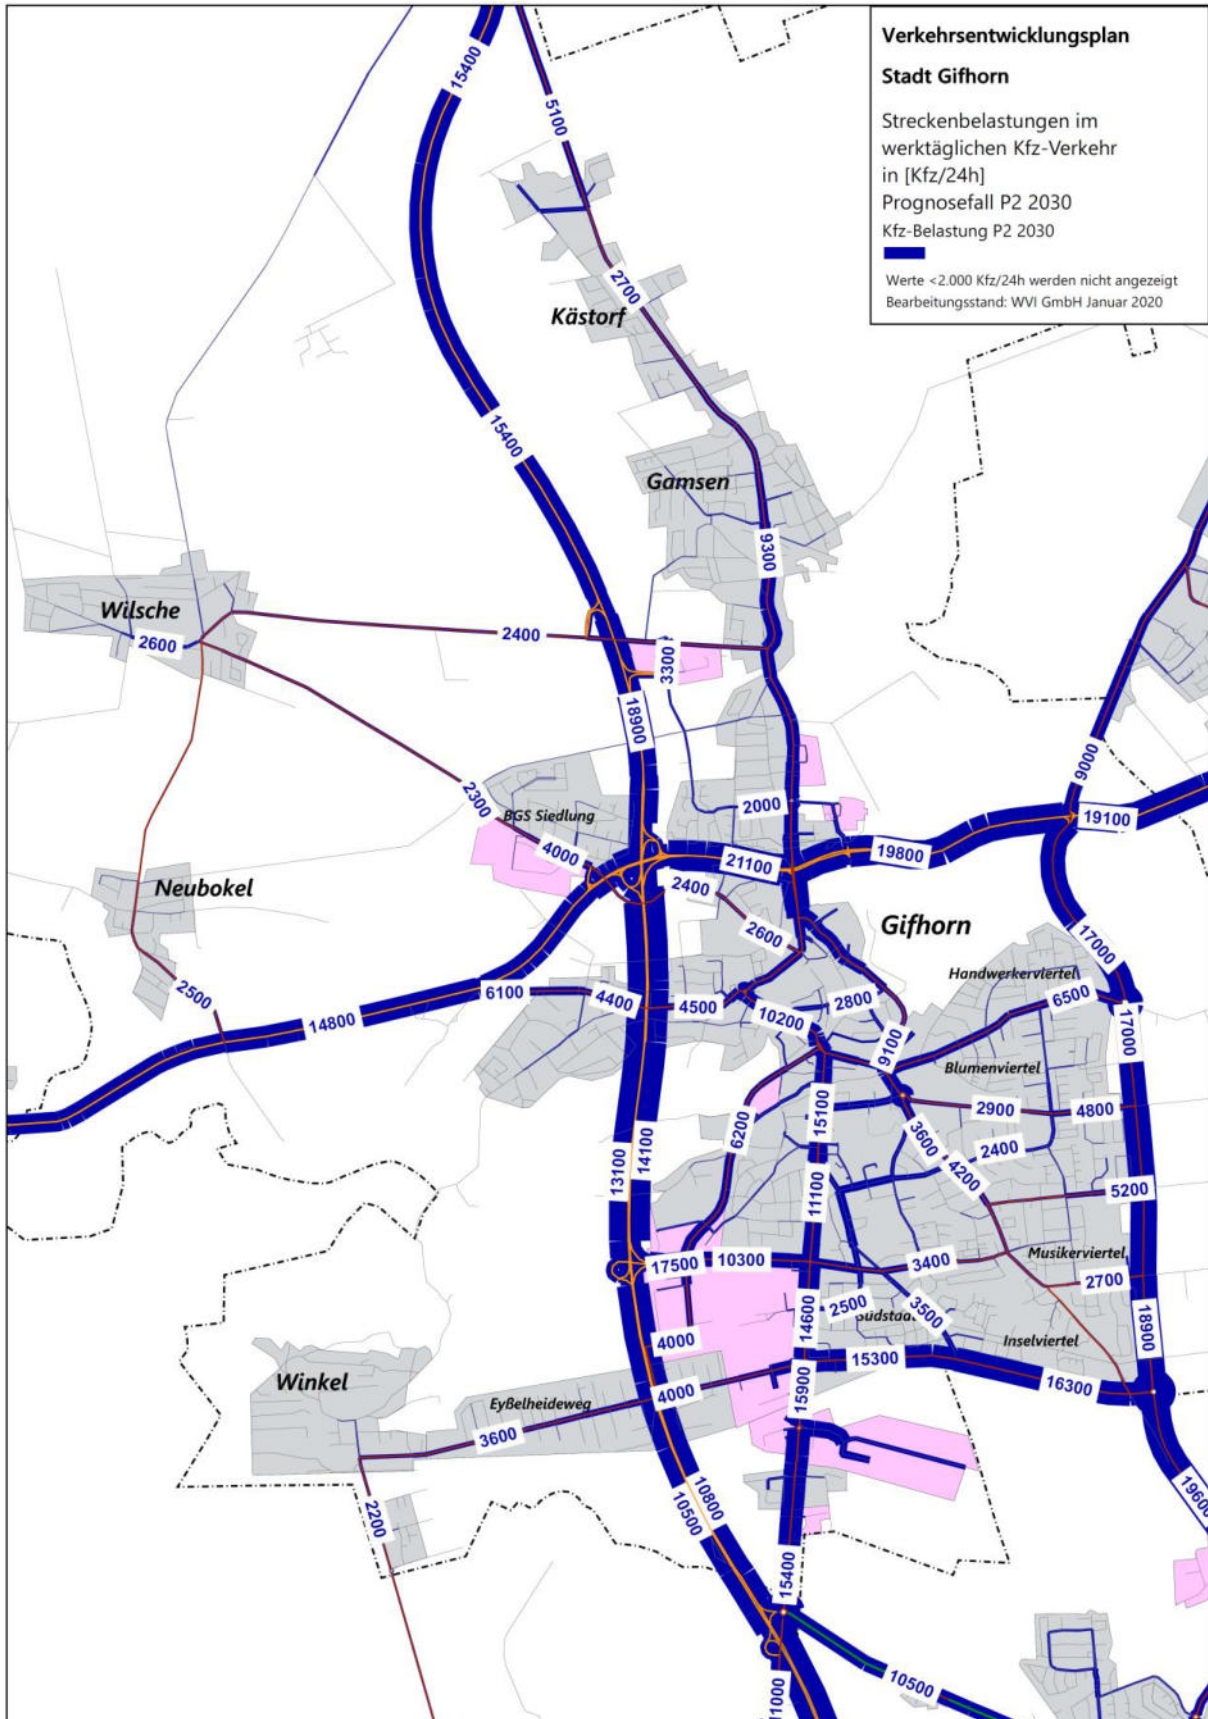 Verkehrsentwicklungsplan
Stadt Gifhorn
Streckenbelastungen im
werktäglichen Kfz-Verkehr
in [Kfz/24h]
Prognosefall P2 2030
Kfz-Belastung P2 2030
Werte <2.000 Kfz/24h werden nicht angezeigt
Bearbeitungsstand: WVI GmbH Januar 2020
15400
5100
2700
Kästorf
15400
Gamsen
9300
Wilsche
2600
2400
3300
18900
9000
2300
BGS Siedlung
2000
19100
4000
21100
19800
Neubokel
2400
Gifhorn
2600
17000
Handwerkerviertel
2500
6100
4400
4500
2800
6500
14800
10200
17000
9100
Blumenviertel
15100
2900
4800
6200
3600
2400
13100
14100
4200
11100
5200
Musikerviertel
17500
10300
3400
2700
2500
3500
14600
Südstadt
18900
Inselviertel
4000
15300
Winkel
4000
15900
16300
Eyßelheideweg
3600
10800
10500
19600
2200
15400
10500
11000